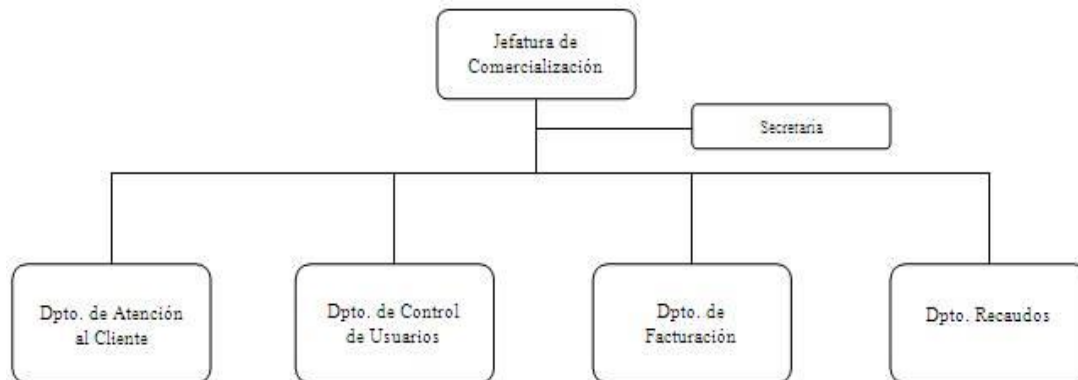 Jefatura de
Comercialización
Secretaria
Dpto. de Atención
al Cliente
Dpto. de Control
de Usuarios
Dpto. de
Facturación
Dpto. Recaudos